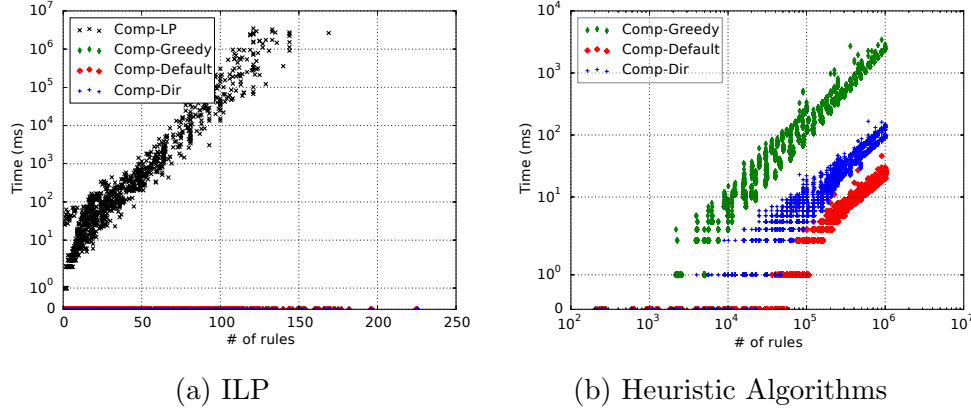 10^7
10^6
10^5
10^4
10^3
10^2
10^1
10^0
0
Time (ms)
Comp-LP
Comp-Greedy
Comp-Default
Comp-Dir
0 50 100 150 200 250
# of rules
(a) ILP
10^4
10^3
10^2
10^1
10^0
0
Time (ms)
Comp-Greedy
Comp-Default
Comp-Dir
10^2 10^3 10^4 10^5 10^6 10^7
# of rules
(b) Heuristic Algorithms